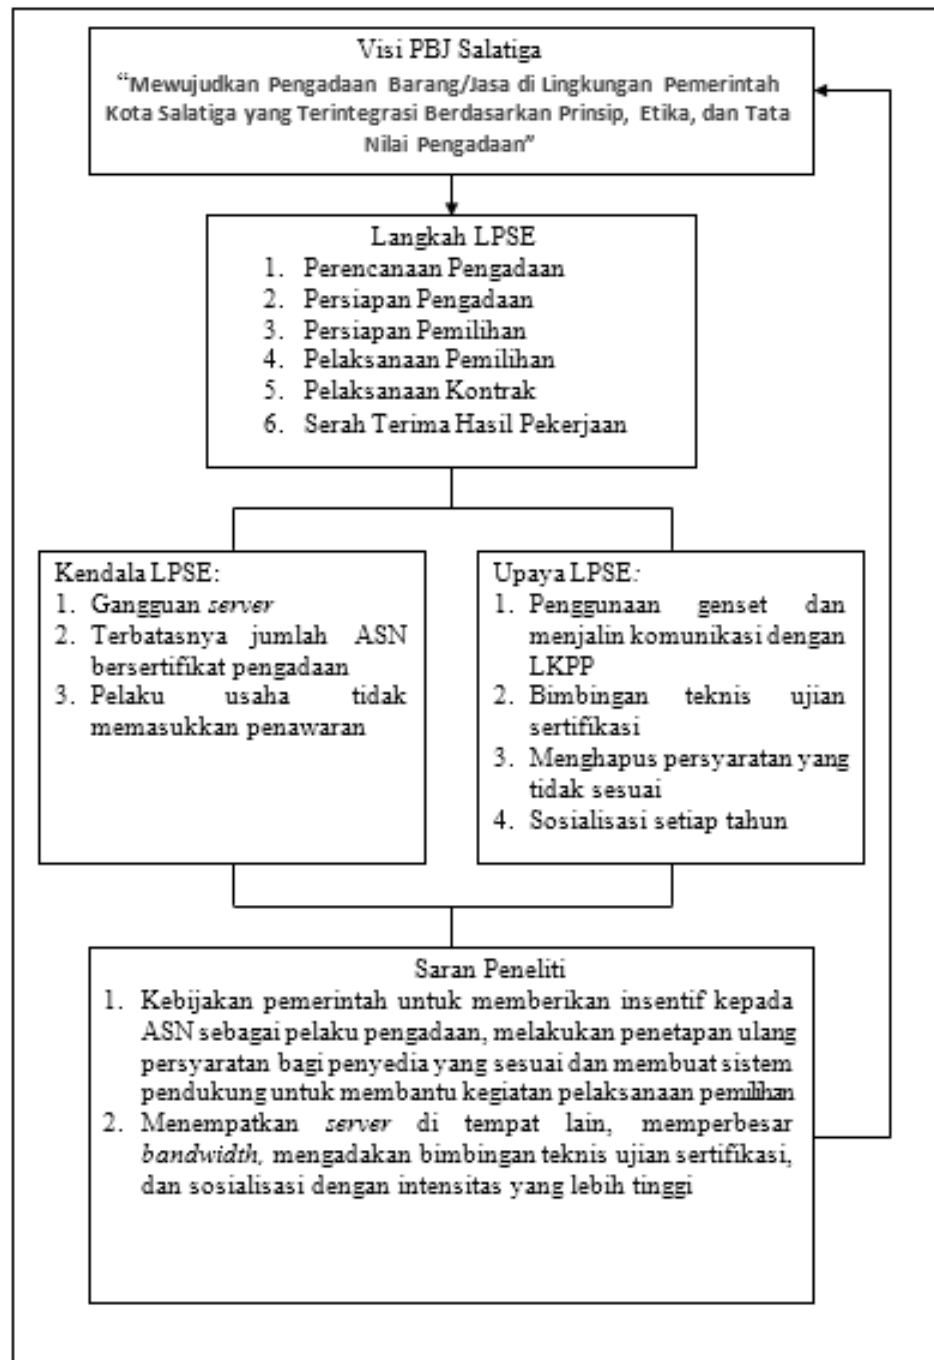 Visi PBJ Salatiga
“Mewujudkan Pengadaan Barang/Jasa di Lingkungan Pemerintah
Kota Salatiga yang Terintegrasi Berdasarkan Prinsip, Etika, dan Tata
Nilai Pengadaan”
Langkah LPSE
1. Perencanaan Pengadaan
2. Persiapan Pengadaan
3. Persiapan Pemilihan
4. Pelaksanaan Pemilihan
5. Pelaksanaan Kontrak
6. Serah Terima Hasil Pekerjaan
Kendala LPSE:
1. Gangguan server
2. Terbatasnya jumlah ASN
bersertifikat pengadaan
3. Pelaku usaha tidak
memasukkan penawaran
Upaya LPSE:
1. Penggunaan genset dan
menjalin komunikasi dengan
LKPP
2. Bimbingan teknis ujian
sertifikasi
3. Menghapus persyaratan yang
tidak sesuai
4. Sosialisasi setiap tahun
Saran Peneliti
1. Kebijakan pemerintah untuk memberikan insentif kepada
ASN sebagai pelaku pengadaan, melakukan penetapan ulang
persyaratan bagi penyedia yang sesuai dan membuat sistem
pendukung untuk membantu kegiatan pelaksanaan pemilihan
2. Menempatkan server di tempat lain, memperbesar
bandwidth, mengadakan bimbingan teknis ujian sertifikasi,
dan sosialisasi dengan intensitas yang lebih tinggi